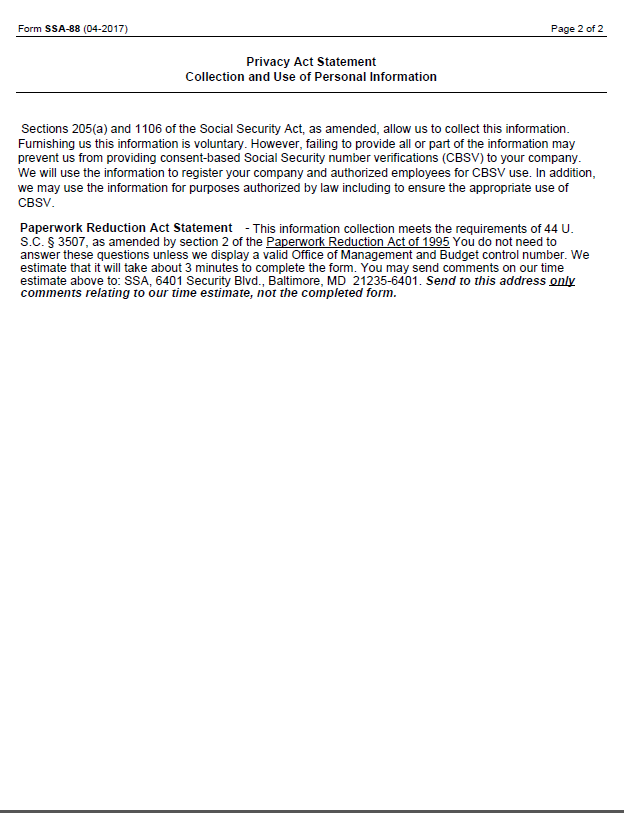 Form SSA-88 (04-2017) Page 2 of 2
Privacy Act Statement
Collection and Use of Personal Information
Sections 205(a) and 1106 of the Social Security Act, as amended, allow us to collect this information.
Furnishing us this information is voluntary. However, failing to provide all or part of the information may
prevent us from providing consent-based Social Security number verifications (CBSV) to your company.
We will use the information to register your company and authorized employees for CBSV use. In addition,
we may use the information for purposes authorized by law including to ensure the appropriate use of
CBSV.
Paperwork Reduction Act Statement - This information collection meets the requirements of 44 U.
S.C. § 3507, as amended by section 2 of the Paperwork Reduction Act of 1995 You do not need to
answer these questions unless we display a valid Office of Management and Budget control number. We
estimate that it will take about 3 minutes to complete the form. You may send comments on our time
estimate above to: SSA, 6401 Security Blvd., Baltimore, MD 21235-6401. Send to this address only
comments relating to our time estimate, not the completed form.